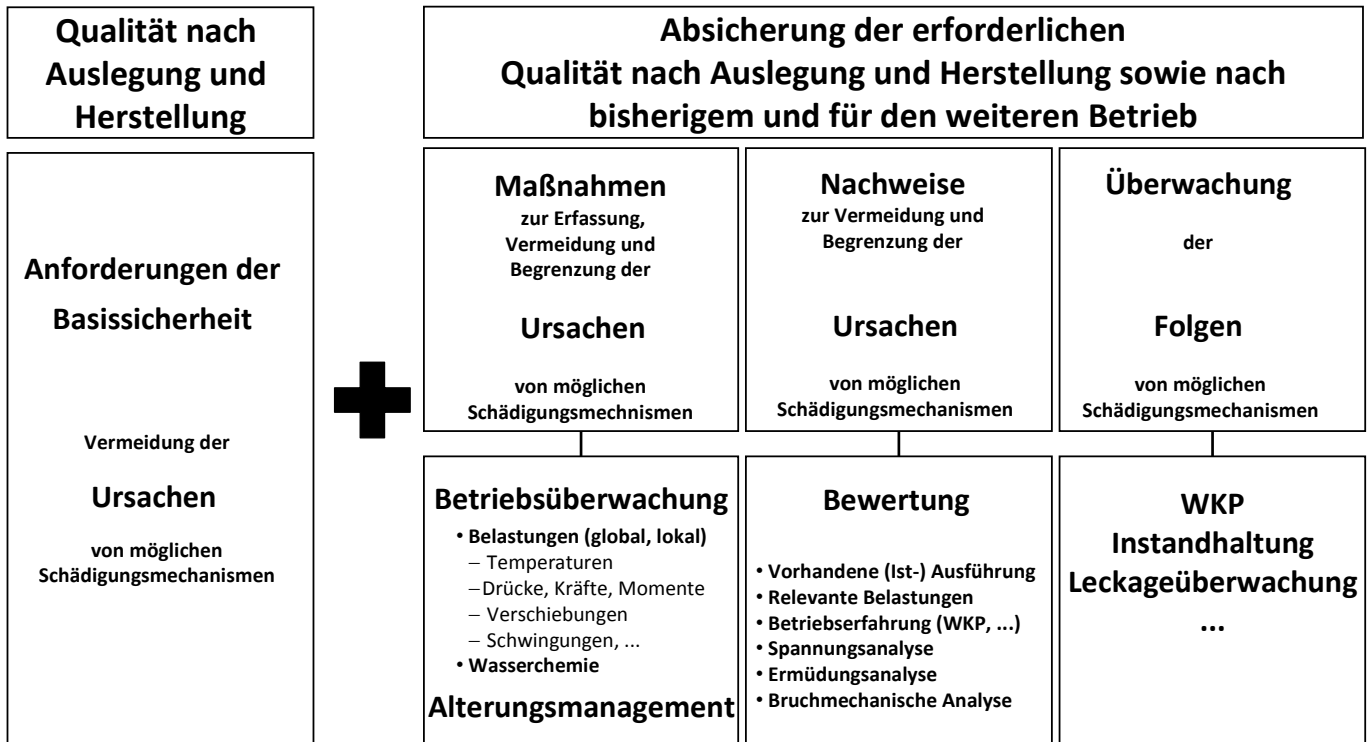 Qualität nach
Auslegung und
Herstellung
Absicherung der erforderlichen
Qualität nach Auslegung und Herstellung sowie nach
bisherigem und für den weiteren Betrieb
Anforderungen der
Basissicherheit
Vermeidung der
Ursachen
von möglichen
Schädigungsmechanismen
Maßnahmen
zur Erfassung,
Vermeidung und
Begrenzung der
Ursachen
von möglichen
Schädigungsmechnismen
Nachweise
zur Vermeidung und
Begrenzung der
Ursachen
von möglichen
Schädigungsmechanismen
Überwachung
der
Folgen
von möglichen
Schädigungsmechanismen
Betriebsüberwachung
• Belastungen (global, lokal)
– Temperaturen
–Drücke, Kräfte, Momente
– Verschiebungen
– Schwingungen, ...
• Wasserchemie
Alterungsmanagement
Bewertung
• Vorhandene (Ist-) Ausführung
• Relevante Belastungen
• Betriebserfahrung (WKP, ...)
• Spannungsanalyse
• Ermüdungsanalyse
• Bruchmechanische Analyse
WKP
Instandhaltung
Leckageüberwachung
...